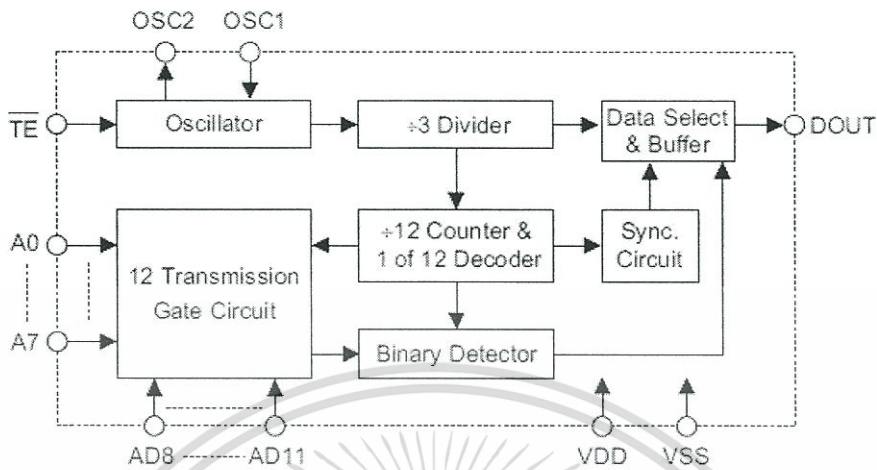 OSC2 OSC1
TE
Oscillator
÷3 Divider
Data Select
& Buffer
DOUT
A0
12 Transmission
Gate Circuit
÷12 Counter &
1 of 12 Decoder
Sync.
Circuit
A7
Binary Detector
AD8 AD11 VDD VSS